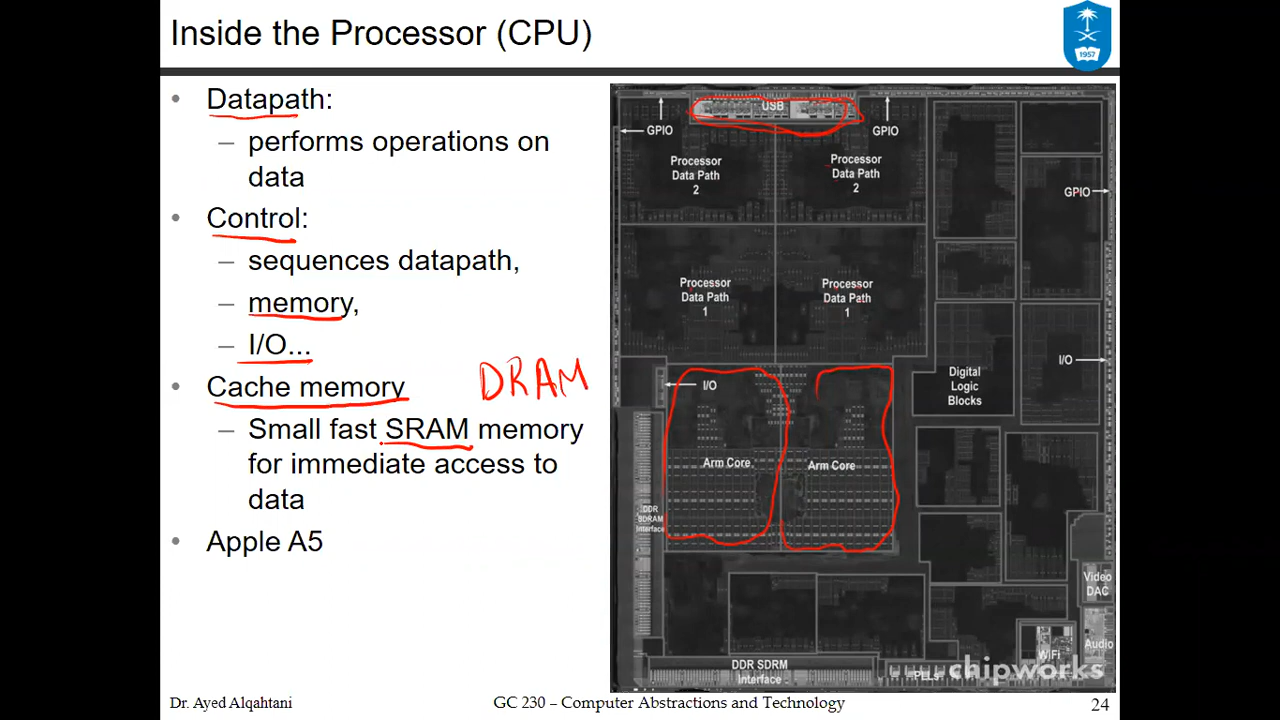 Inside the Processor (CPU)
1957
• Datapath:
– performs operations on
data
• Control:
– sequences datapath,
– memory,
– I/O...
• Cache memory
DRAM
– Small fast SRAM memory
for immediate access to
data
• Apple A5
USB
GPIO
GPIO
Processor
Data Path
2
Processor
Data Path
2
GPIO
Processor
Data Path
1
Processor
Data Path
1
I/O
I/O
Digital
Logic
Blocks
Arm Core
Arm Core
DDR
SDRAM
Interface
Video
DAC
Audio
WiFi
DDR SDRM
Interface
PLLs
chipworks
Dr. Ayed Alqahtani
GC 230 – Computer Abstractions and Technology
24